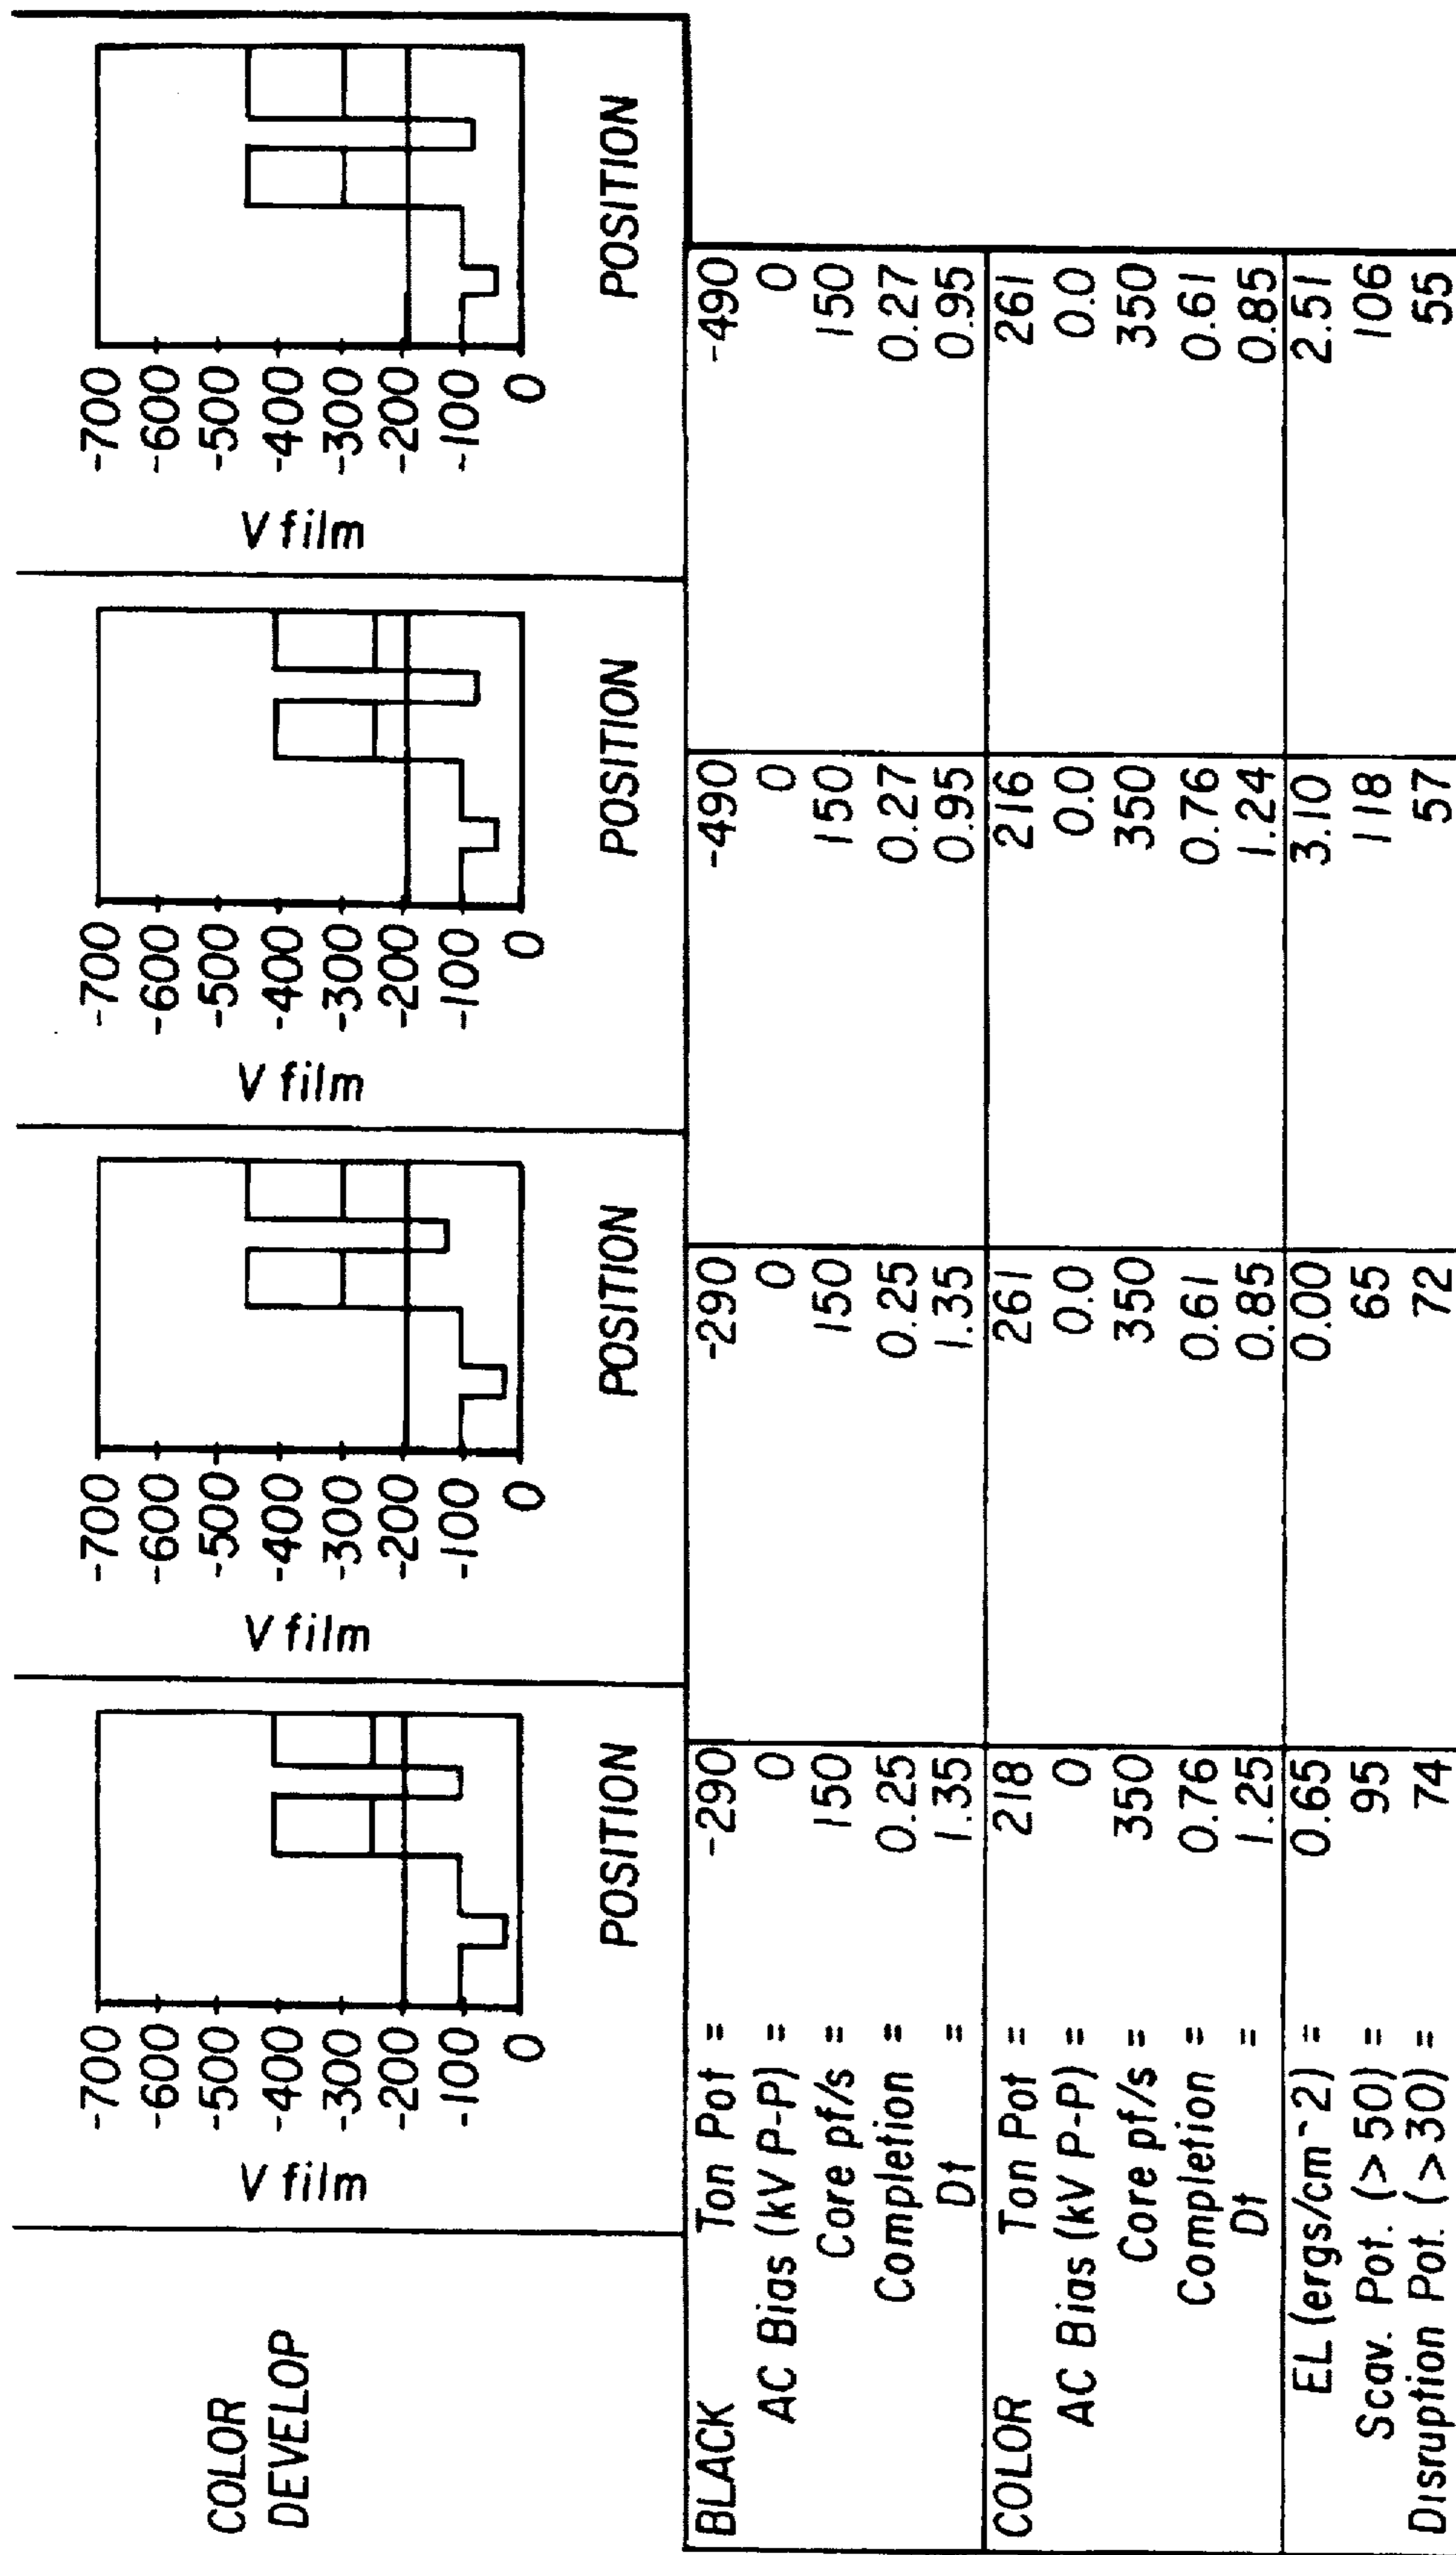 COLOR
DEVELOP
V film
-700
-600
-500
-400
-300
-200
-100
0
POSITION
V film
-700
-600
-500
-400
-300
-200
-100
0
POSITION
V film
-700
-600
-500
-400
-300
-200
-100
0
POSITION
V film
-700
-600
-500
-400
-300
-200
-100
0
POSITION
BLACK Ton Pot = -290 -290 -490 -490
AC Bias (kV P-P) = 0 0 0 0
Core pf/s = 150 150 150 150
Completion = 0.25 0.25 0.27 0.27
Dt = 1.35 1.35 0.95 0.95
COLOR Ton Pot = 218 261 216 261
AC Bias (kV P-P) = 0 0.0 0.0 0.0
Core pf/s = 350 350 350 350
Completion = 0.76 0.61 0.76 0.61
Dt = 1.25 0.85 1.24 0.85
EL (ergs/cm^2) = 0.65 0.00 3.10 2.51
Scav. Pot. (>50) = 95 65 118 106
Disruption Pot. (>30) = 74 72 57 55